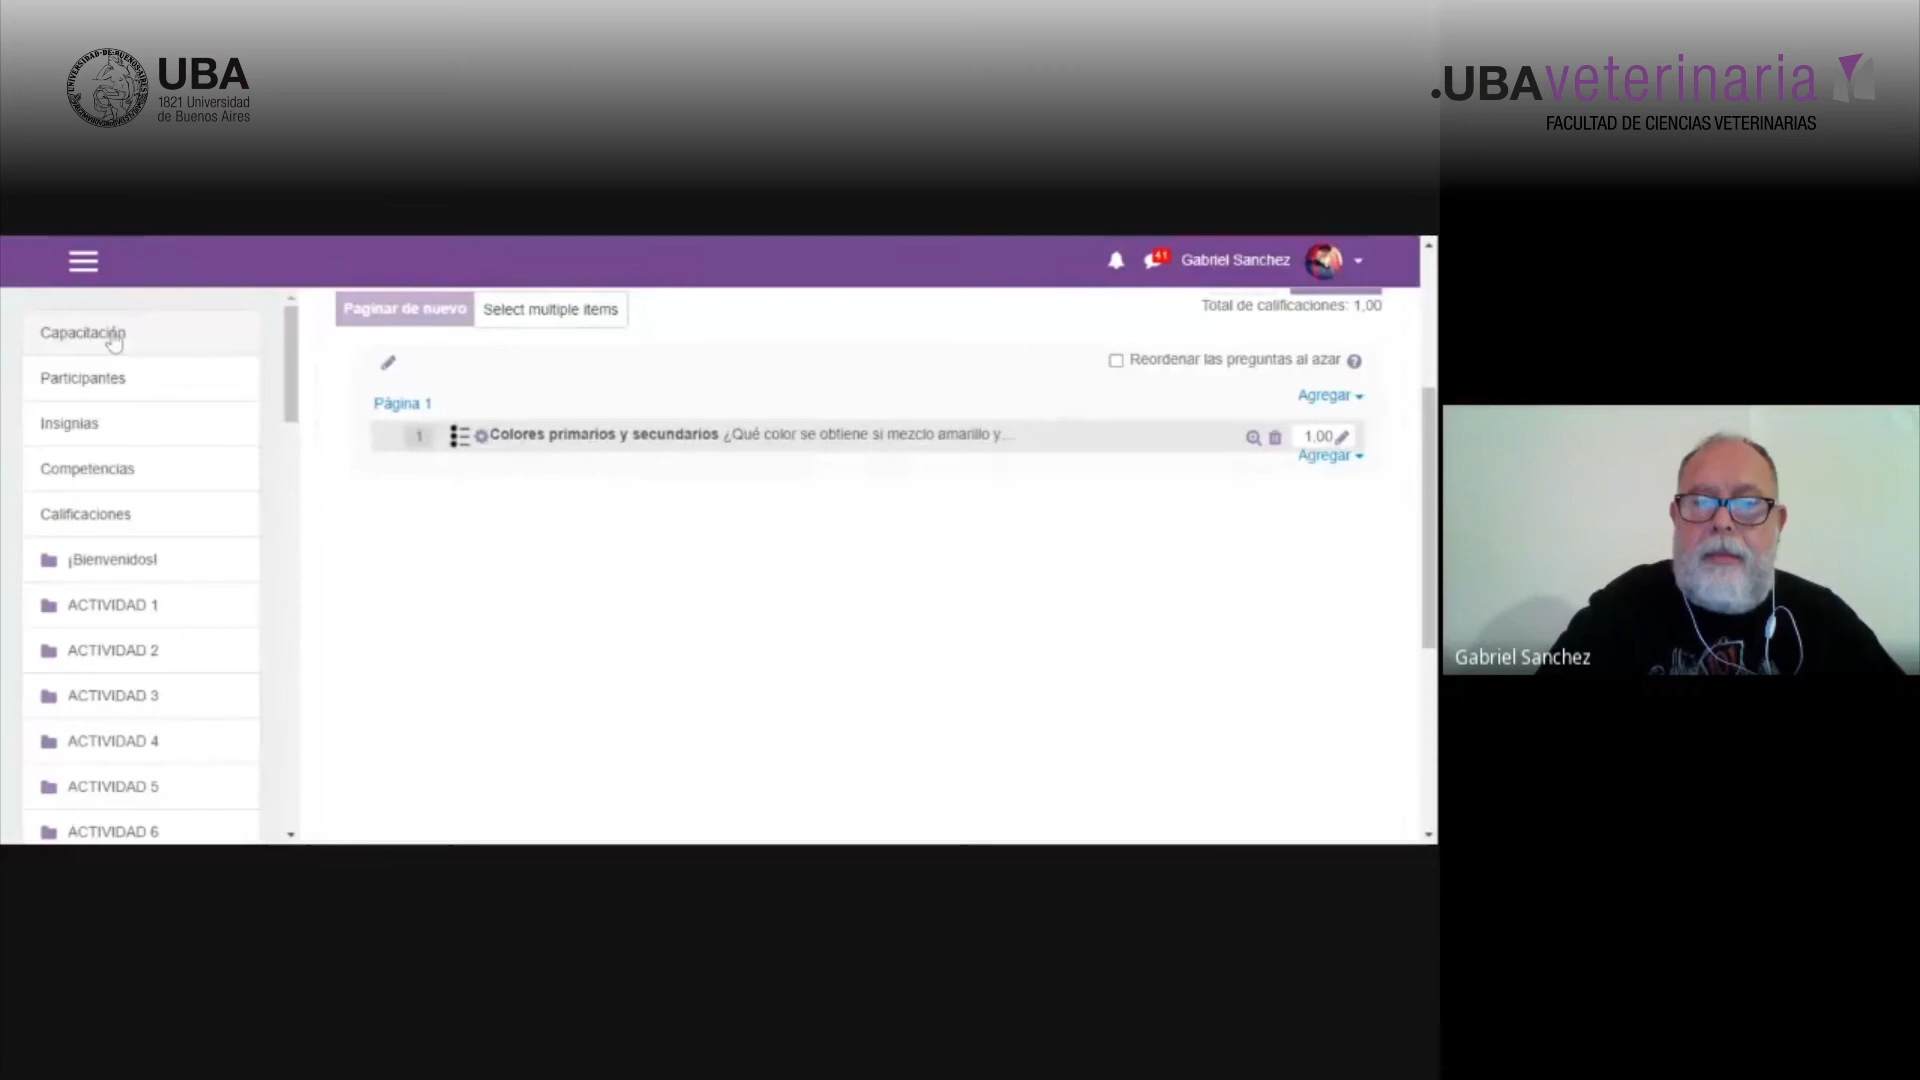 UBA
1821 Universidad
de Buenos Aires
.UBAveterinaria
FACULTAD DE CIENCIAS VETERINARIAS
41
Gabriel Sanchez
Capacitación
Participantes
Insignias
Competencias
Calificaciones
¡Bienvenidos!
ACTIVIDAD 1
ACTIVIDAD 2
ACTIVIDAD 3
ACTIVIDAD 4
ACTIVIDAD 5
ACTIVIDAD 6
Paginar de nuevo
Select multiple items
Total de calificaciones: 1,00
Reordenar las preguntas al azar
Página 1
Agregar
1 Colores primarios y secundarios ¿Qué color se obtiene si mezclo amarillo y... 1,00
Agregar
Gabriel Sanchez